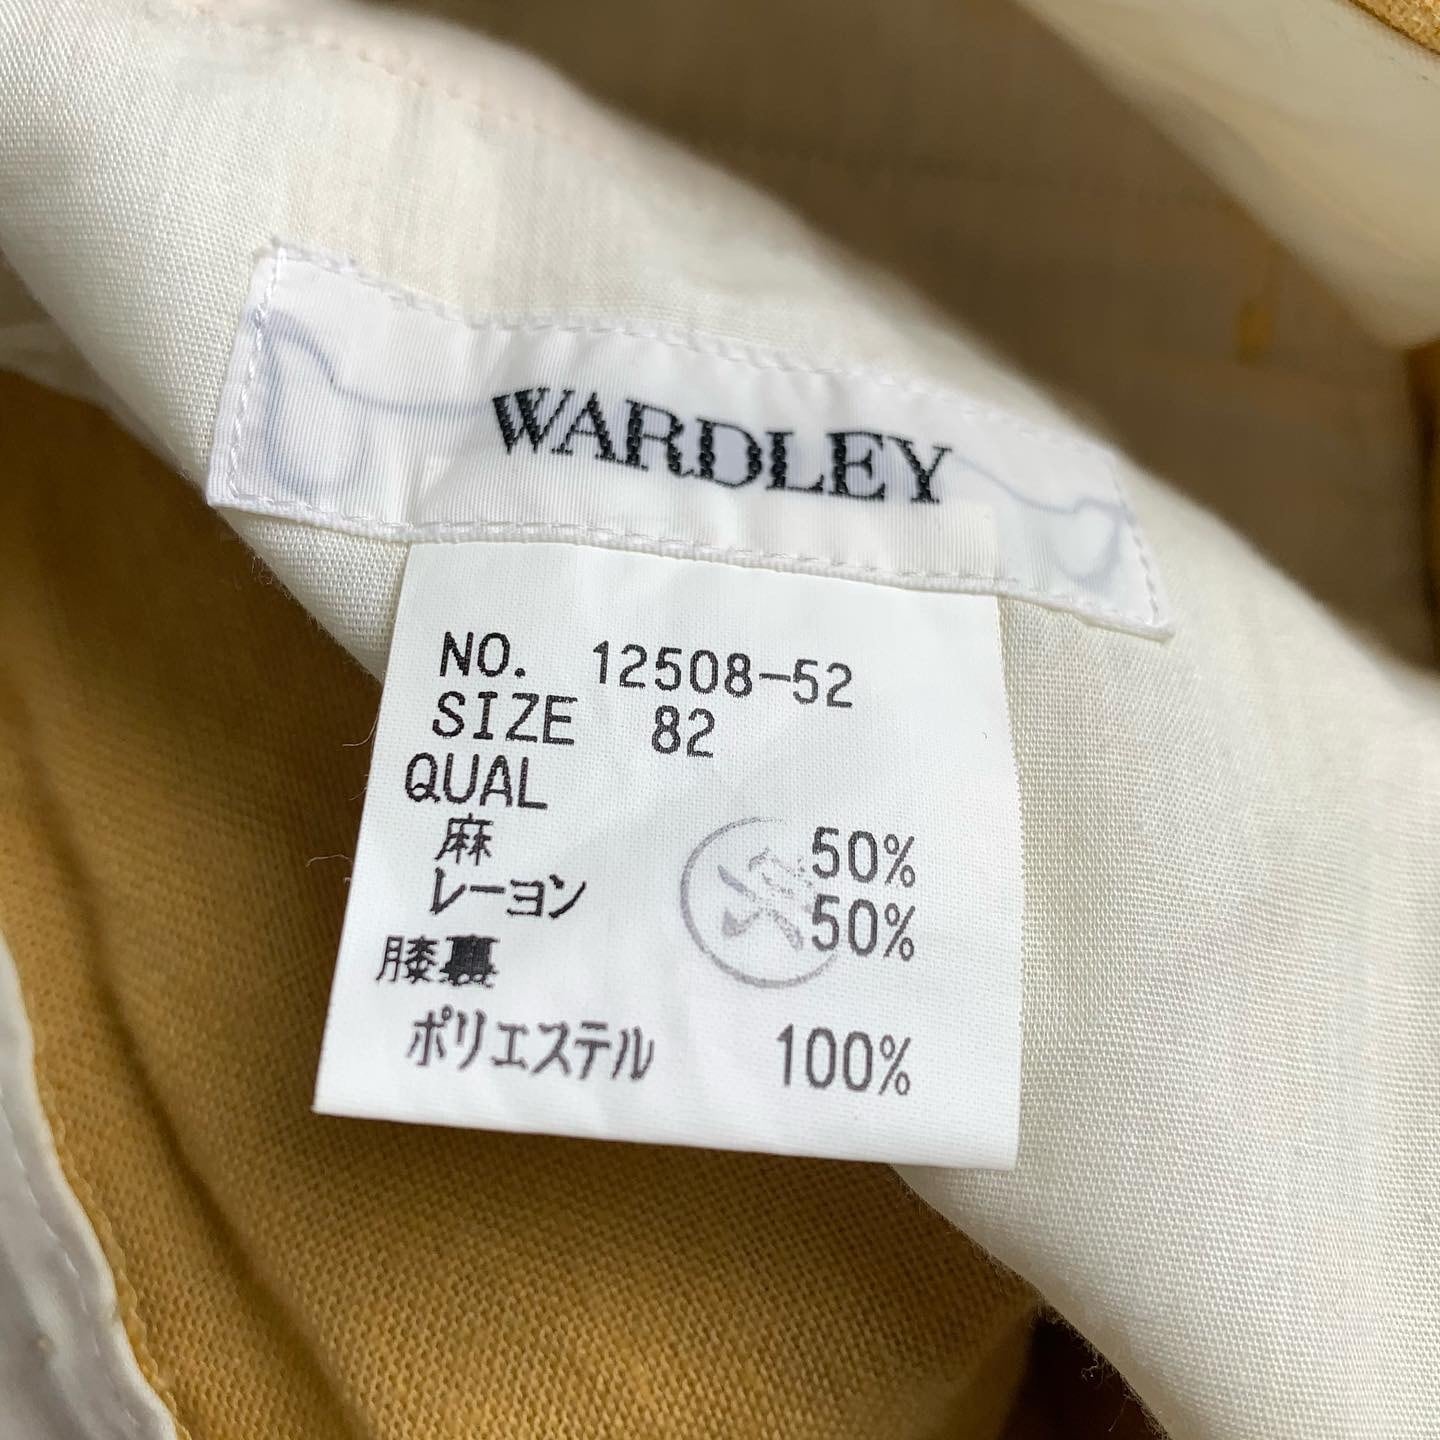 WARDLEY
NO. 12508-52
SIZE 82
QUAL
麻 50%
レーヨン 50%
膝裏
ポリエステル 100%